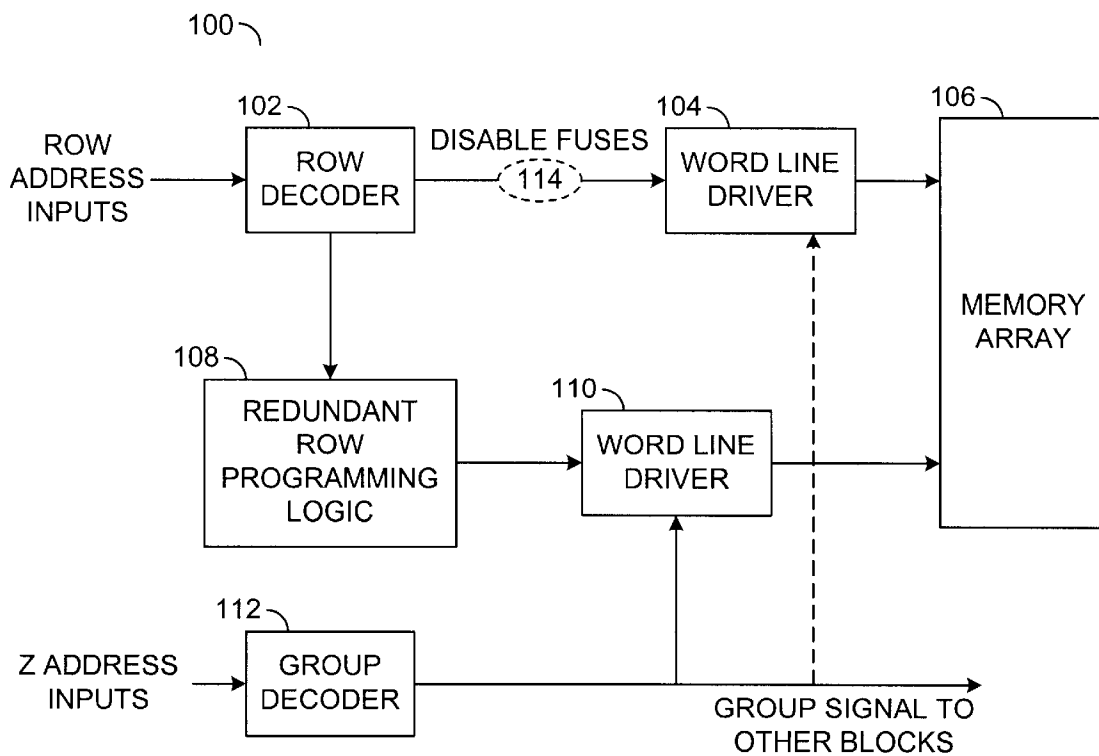 100
102
104
106
ROW
ADDRESS
INPUTS
ROW
DECODER
DISABLE FUSES
114
WORD LINE
DRIVER
MEMORY
ARRAY
108
REDUNDANT
ROW
PROGRAMMING
LOGIC
110
WORD LINE
DRIVER
112
Z ADDRESS
INPUTS
GROUP
DECODER
GROUP SIGNAL TO
OTHER BLOCKS